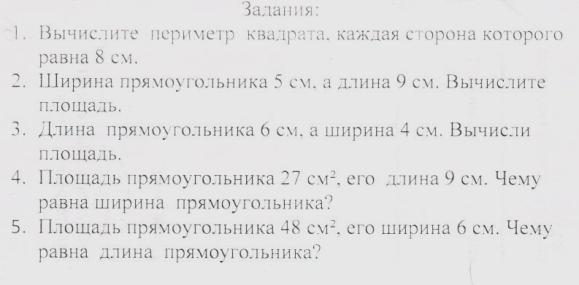 Задания:
1. Вычислите периметр квадрата, каждая сторона которого
равна 8 см.
2. Ширина прямоугольника 5 см, а длина 9 см. Вычислите
площадь.
3. Длина прямоугольника 6 см, а ширина 4 см. Вычисли
площадь.
4. Площадь прямоугольника 27 см², его длина 9 см. Чему
равна ширина прямоугольника?
5. Площадь прямоугольника 48 см², его ширина 6 см. Чему
равна длина прямоугольника?